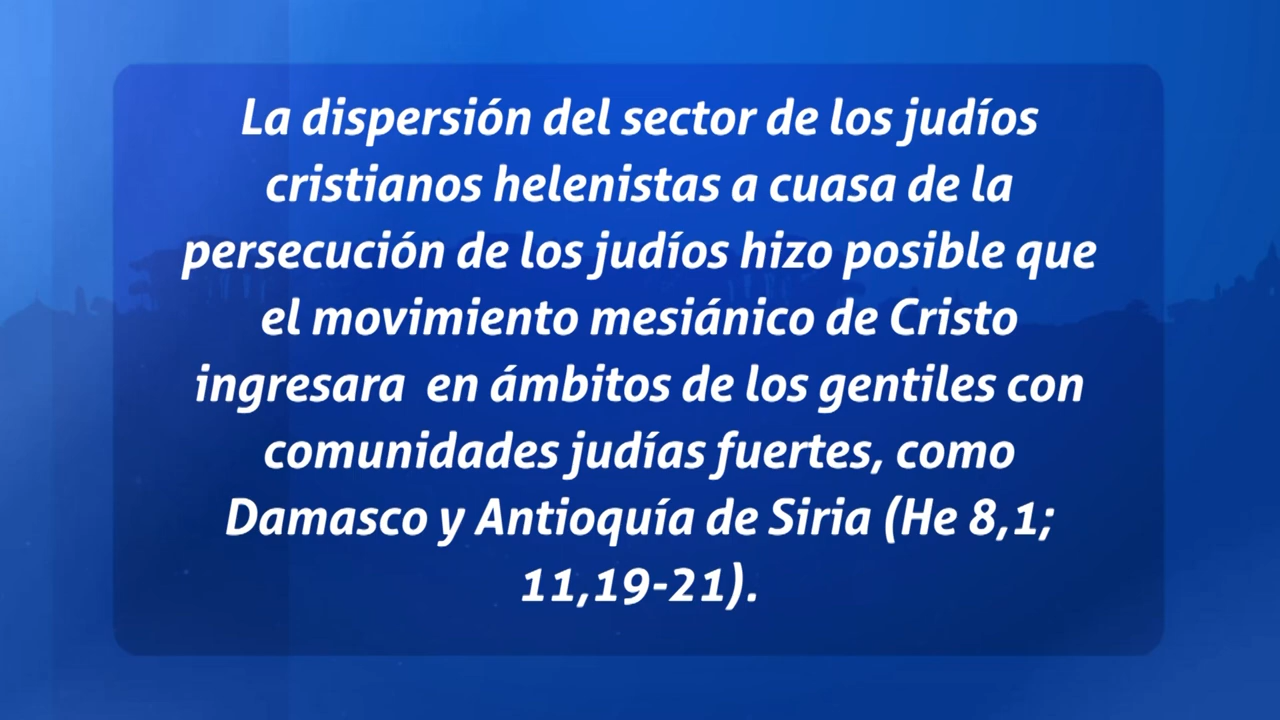 La dispersión del sector de los judíos
cristianos helenistas a cuasa de la
persecución de los judíos hizo posible que
el movimiento mesiánico de Cristo
ingresara  en ámbitos de los gentiles con
comunidades judías fuertes, como
Damasco y Antioquía de Siria (He 8,1;
11,19-21).